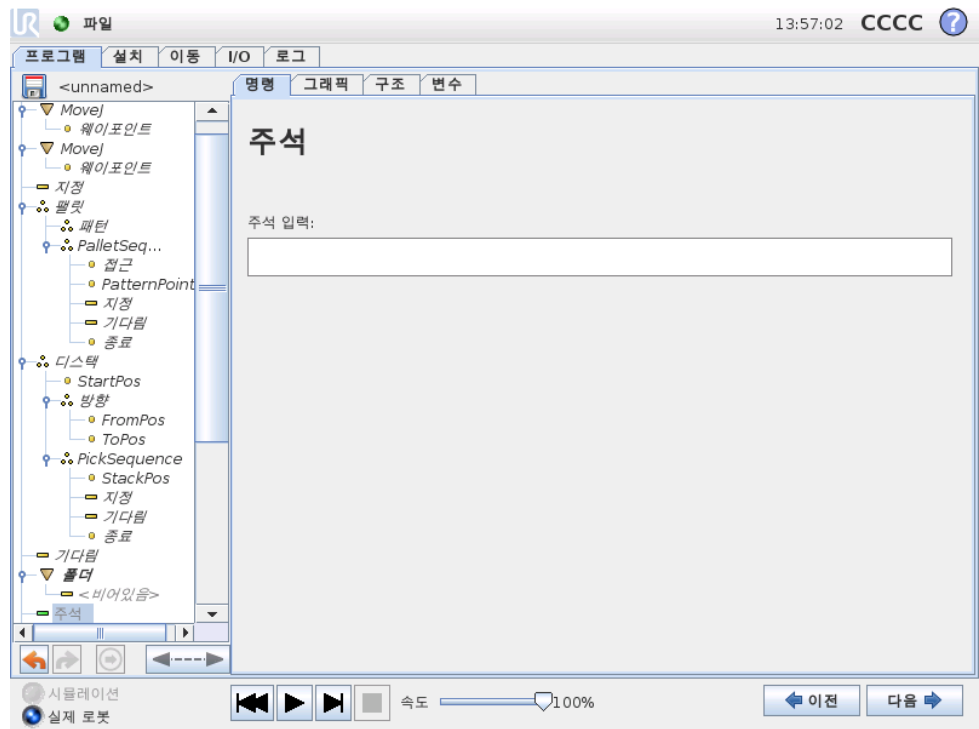 UR 파일 13:57:02 CCCC ?
프로그램 설치 이동 I/O 로그
<unnamed>
명령 그래픽 구조 변수
MoveJ
웨이포인트
MoveJ
웨이포인트
지정
팰릿
패턴
PalletSeq...
접근
PatternPoint
지정
기다림
종료
디스택
StartPos
방향
FromPos
ToPos
PickSequence
StackPos
지정
기다림
종료
기다림
폴더
<비어있음>
주석
주석
주석 입력:
시뮬레이션
실제 로봇
속도 100%
이전 다음